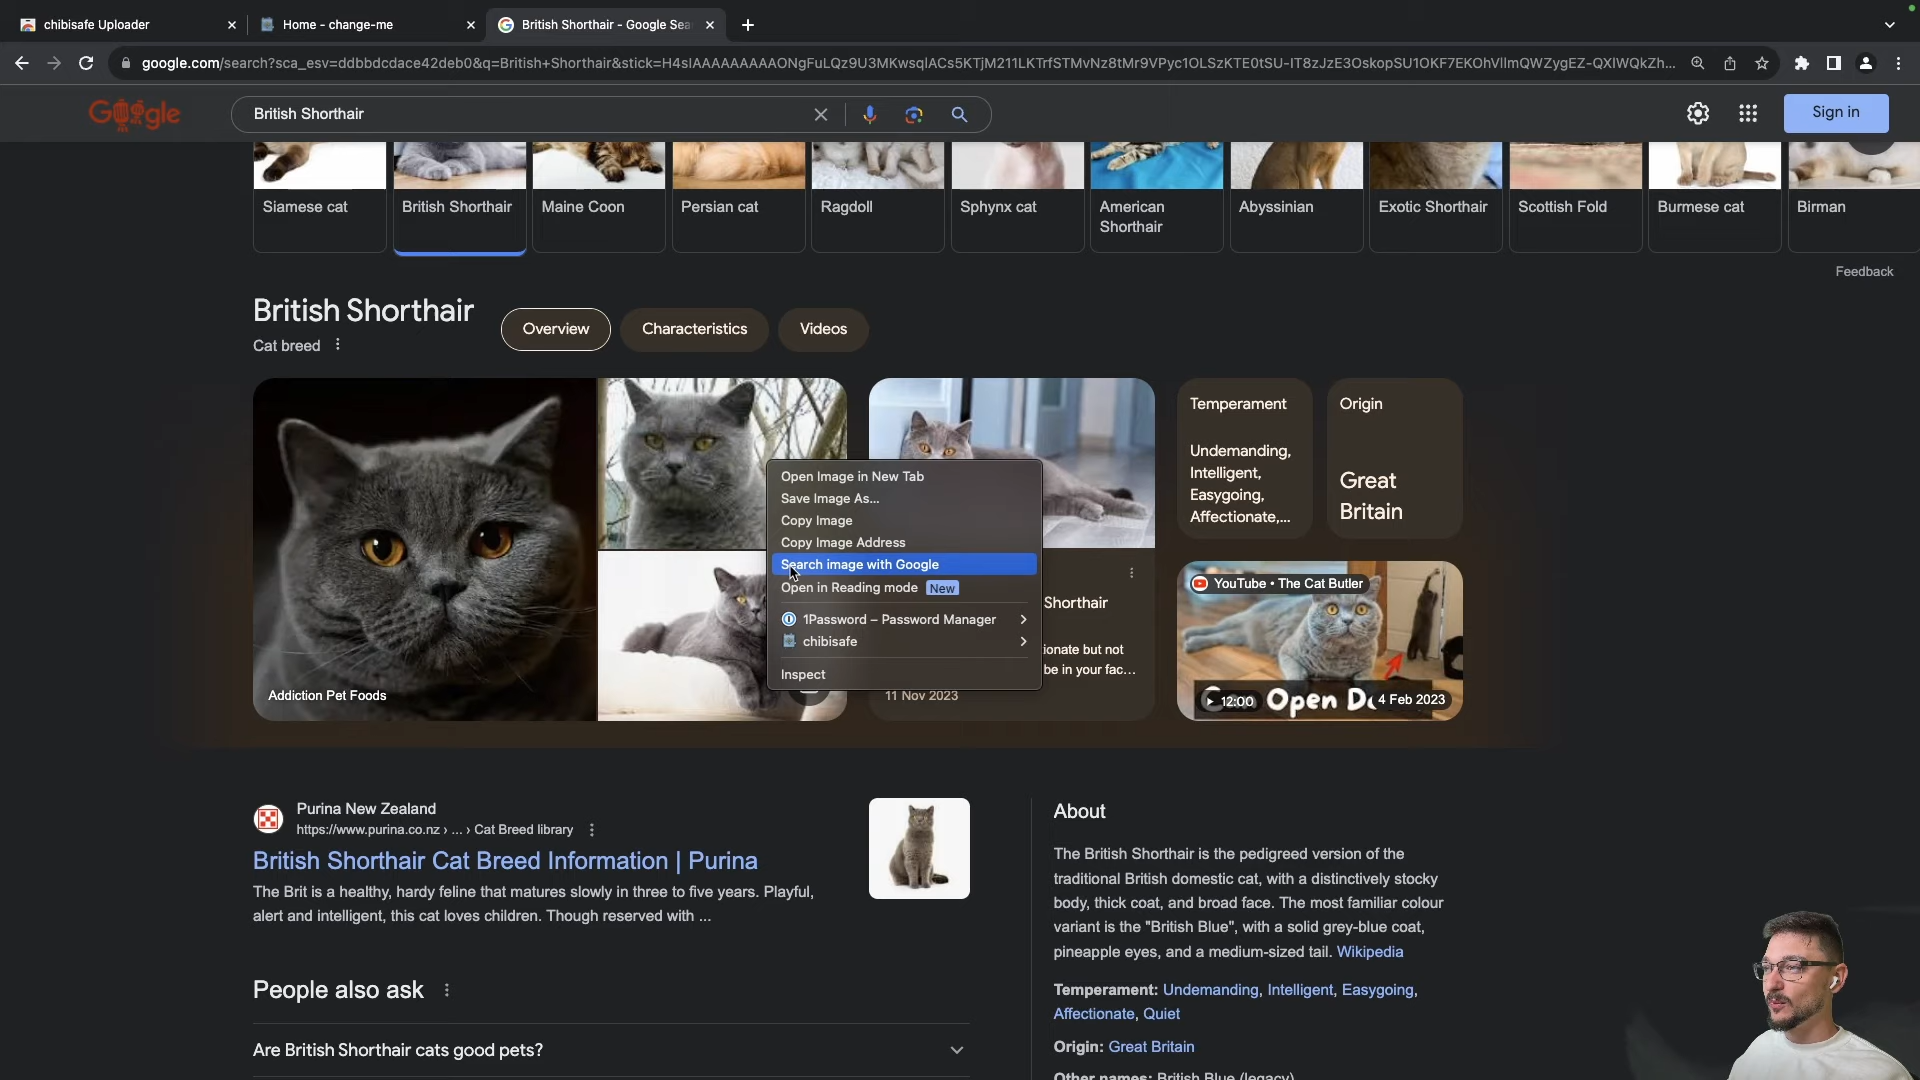 chibisafe Uploader
Home - change-me
British Shorthair - Google Sea
google.com/search?sca_esv=ddbbdcdace42deb0&q=British+Shorthair&stick=
Google
British Shorthair
Sign in
Siamese cat
British Shorthair
Maine Coon
Persian cat
Ragdoll
Sphynx cat
American
Shorthair
Abyssinian
Exotic Shorthair
Scottish Fold
Burmese cat
Birman
Feedback
British Shorthair
Cat breed
Overview
Characteristics
Videos
Addiction Pet Foods
Open Image in New Tab
Save Image As...
Copy Image
Copy Image Address
Search image with Google
Open in Reading mode New
1Password – Password Manager
chibisafe
Inspect
Shorthair
ionate but not
be in your fac...
11 Nov 2023
Temperament
Undemanding,
Intelligent,
Easygoing,
Affectionate,...
Origin
Great
Britain
YouTube • The Cat Butler
12:00
Open
4 Feb 2023
Purina New Zealand
https://www.purina.co.nz › ... › Cat Breed library
British Shorthair Cat Breed Information | Purina
The Brit is a healthy, hardy feline that matures slowly in three to five years. Playful,
alert and intelligent, this cat loves children. Though reserved with ...
People also ask
Are British Shorthair cats good pets?
About
The British Shorthair is the pedigreed version of the
traditional British domestic cat, with a distinctively stocky
body, thick coat, and broad face. The most familiar colour
variant is the "British Blue", with a solid grey-blue coat,
pineapple eyes, and a medium-sized tail. Wikipedia
Temperament: Undemanding, Intelligent, Easygoing,
Affectionate, Quiet
Origin: Great Britain
Other names: British Blue (legacy)